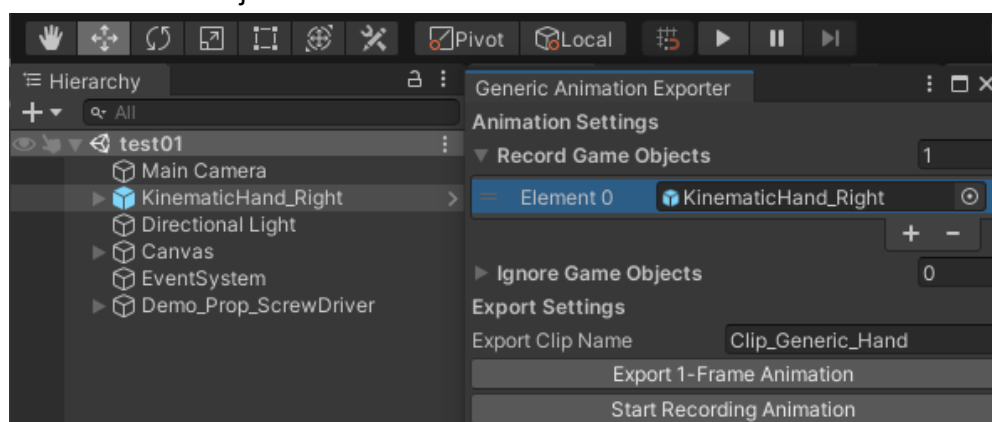 Pivot Local
Hierarchy
All
test01
Main Camera
KinematicHand_Right
Directional Light
Canvas
EventSystem
Demo_Prop_ScrewDriver
Generic Animation Exporter
Animation Settings
Record Game Objects 1
Element 0 KinematicHand_Right
Ignore Game Objects 0
Export Settings
Export Clip Name Clip_Generic_Hand
Export 1-Frame Animation
Start Recording Animation